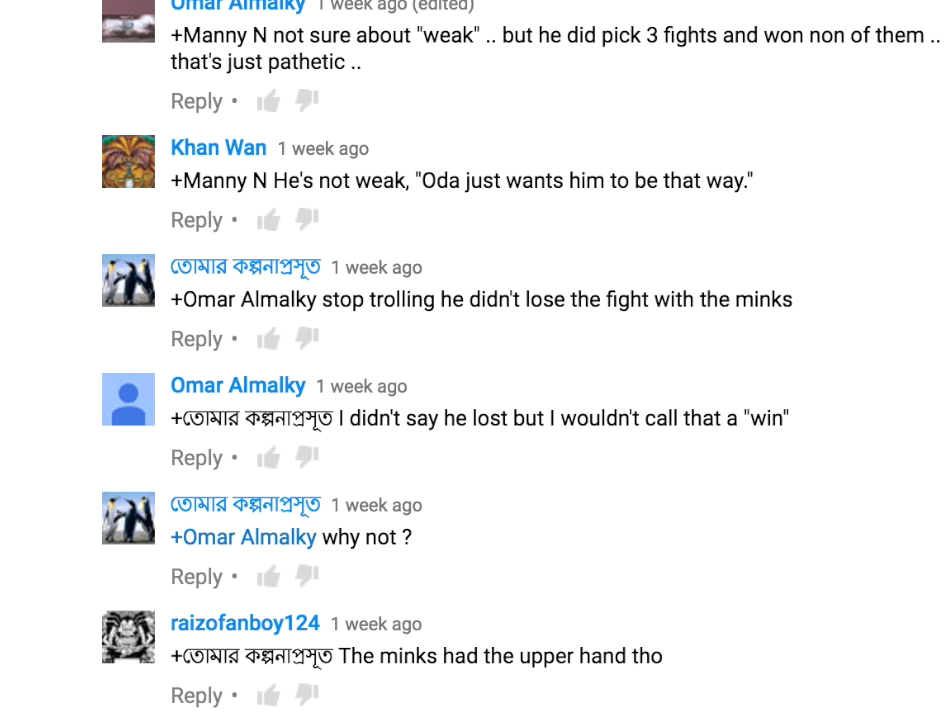 Omar Almalky 1 week ago (edited)
+Manny N not sure about "weak" .. but he did pick 3 fights and won non of them ..
that's just pathetic ..
Reply •
Khan Wan 1 week ago
+Manny N He's not weak, "Oda just wants him to be that way."
Reply •
তোমার কল্পনাপ্রসূত 1 week ago
+Omar Almalky stop trolling he didn't lose the fight with the minks
Reply •
Omar Almalky 1 week ago
+তোমার কল্পনাপ্রসূত I didn't say he lost but I wouldn't call that a "win"
Reply •
তোমার কল্পনাপ্রসূত 1 week ago
+Omar Almalky why not ?
Reply •
raizofanboy124 1 week ago
+তোমার কল্পনাপ্রসূত The minks had the upper hand tho
Reply •